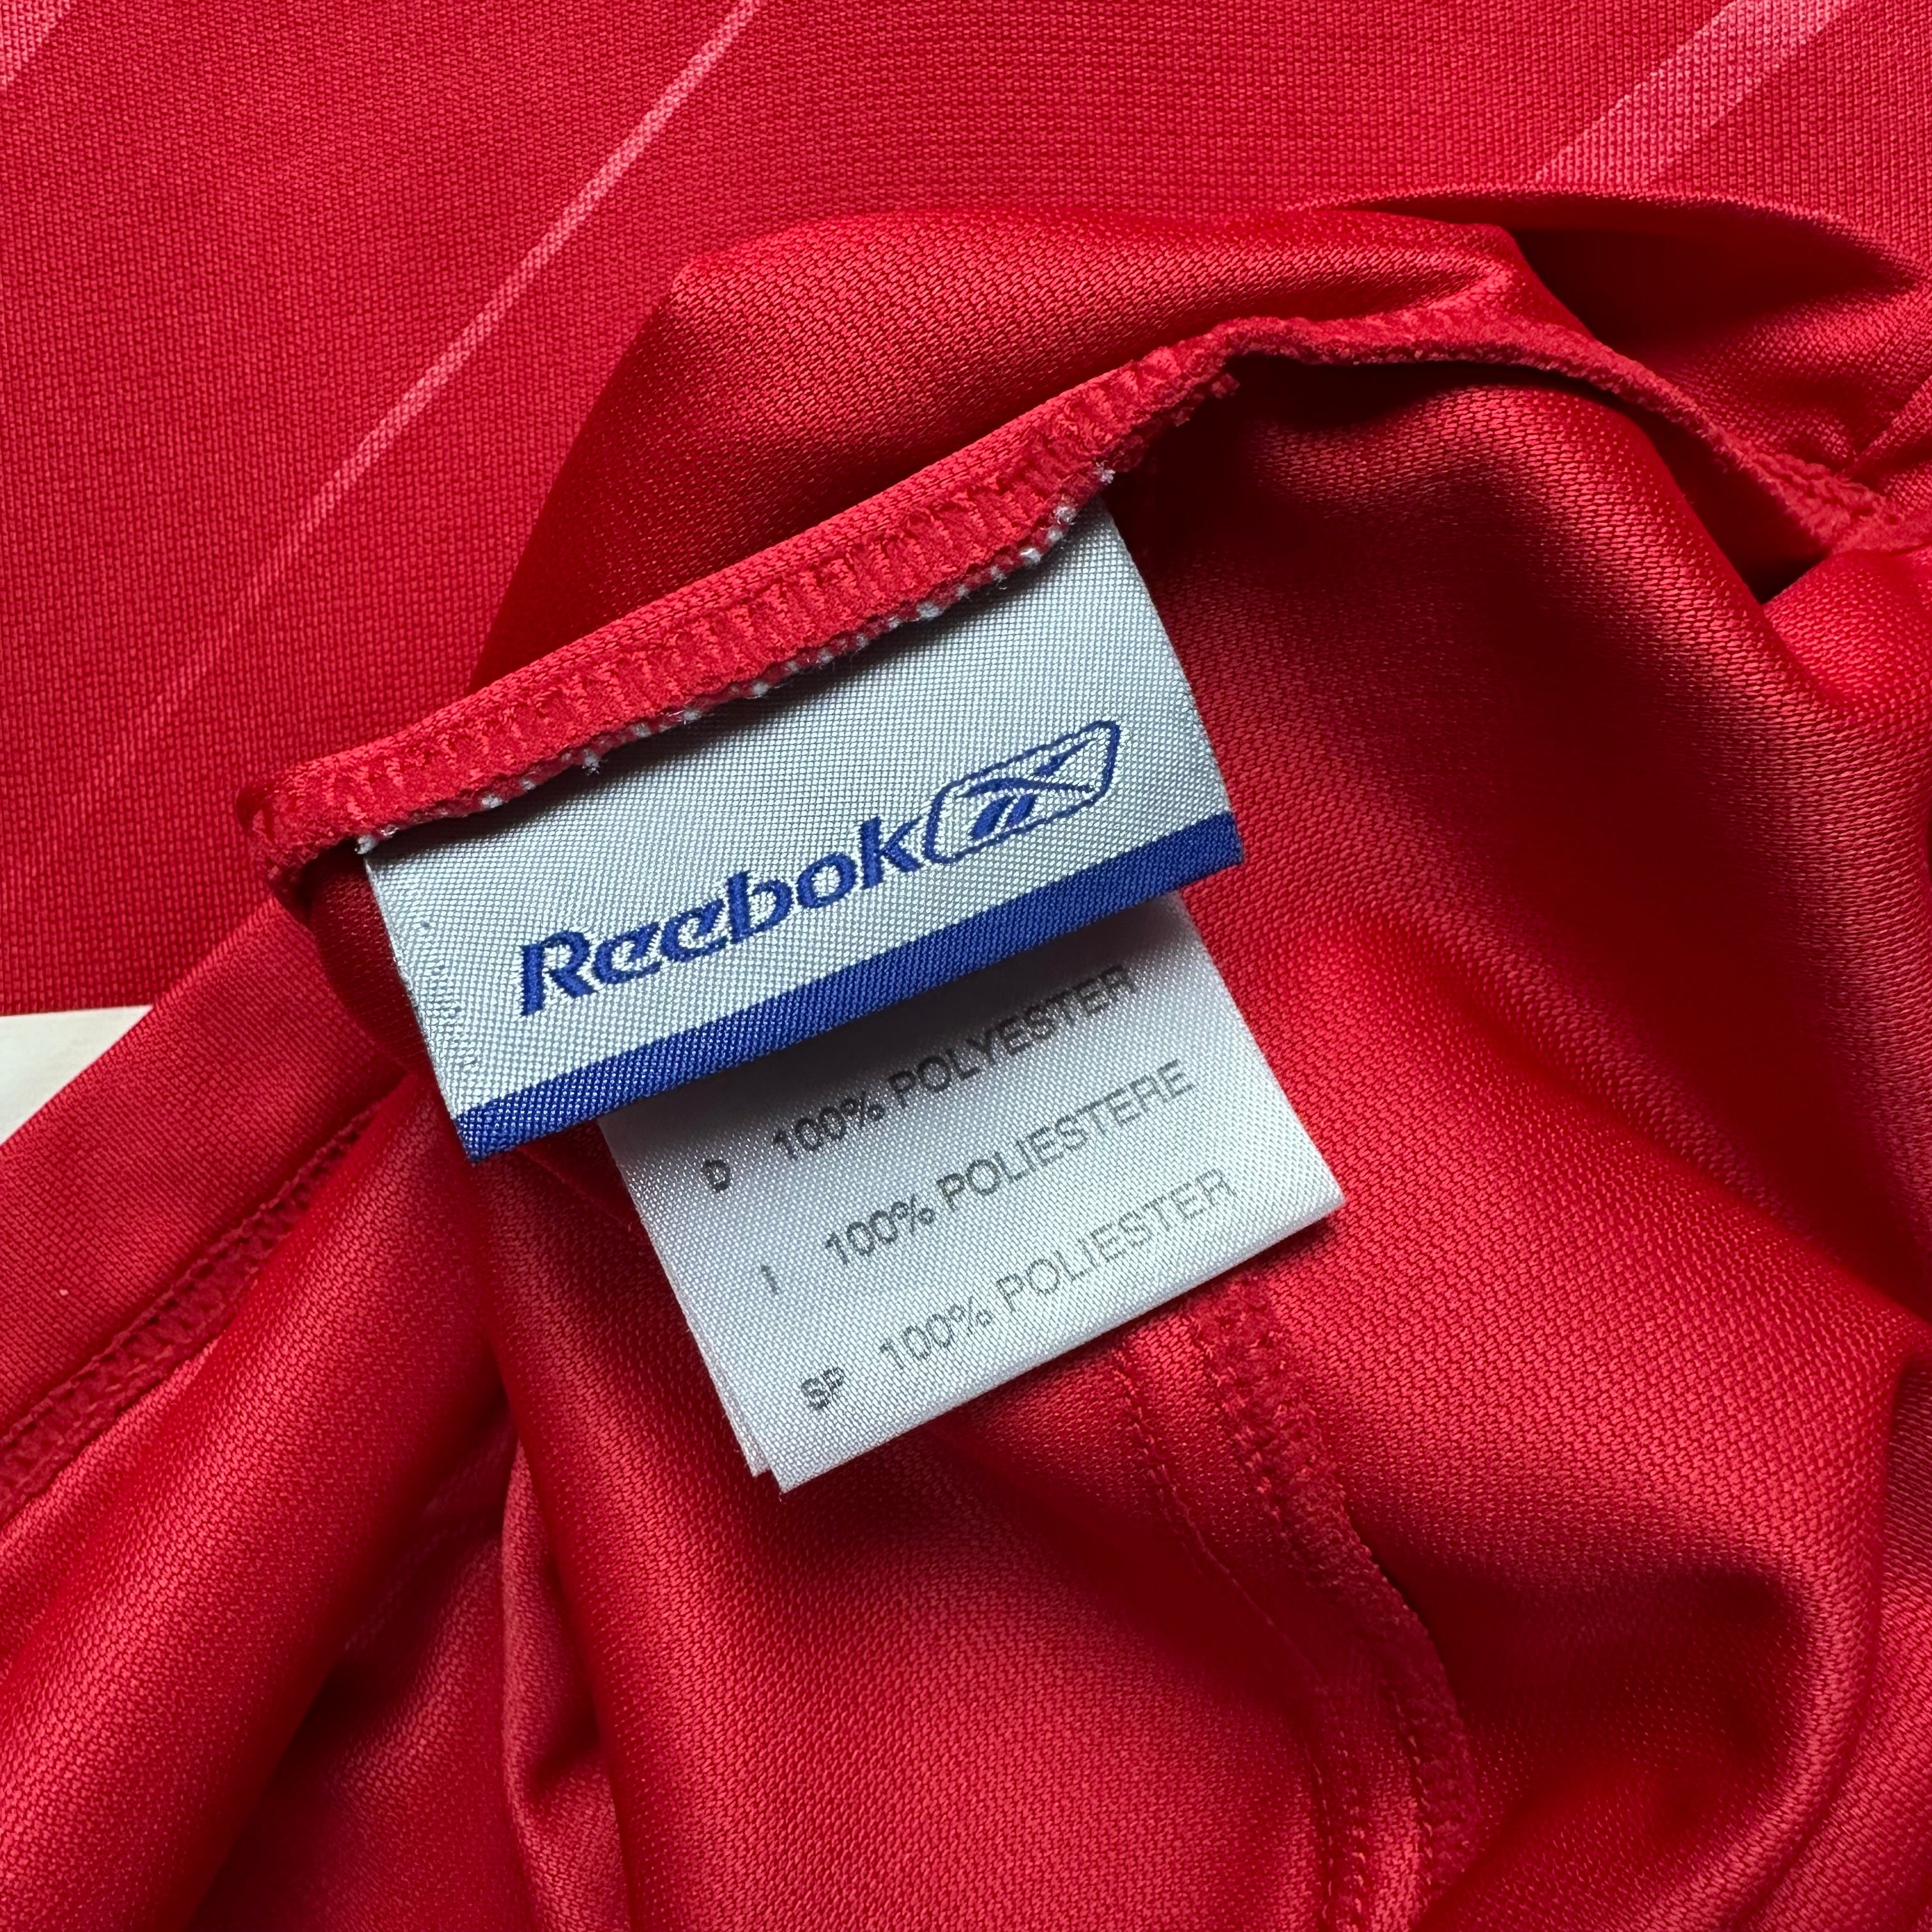 Reebok
D 100% POLYESTER
I 100% POLIESTERE
SP 100% POLIESTER